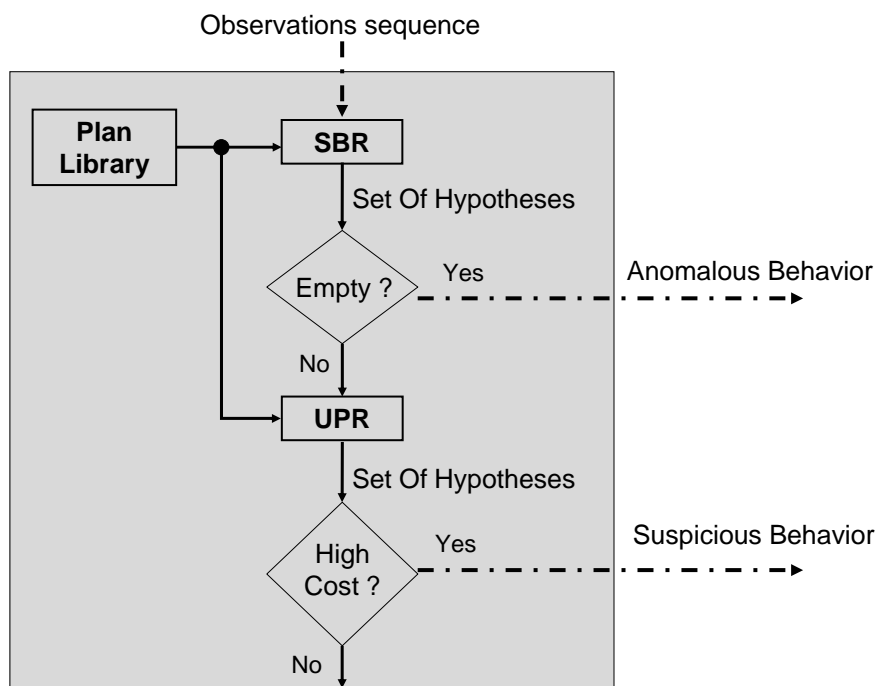 Observations sequence
Plan
Library
SBR
Set Of Hypotheses
Empty ?
Yes
Anomalous Behavior
No
UPR
Set Of Hypotheses
High
Cost ?
Yes
Suspicious Behavior
No